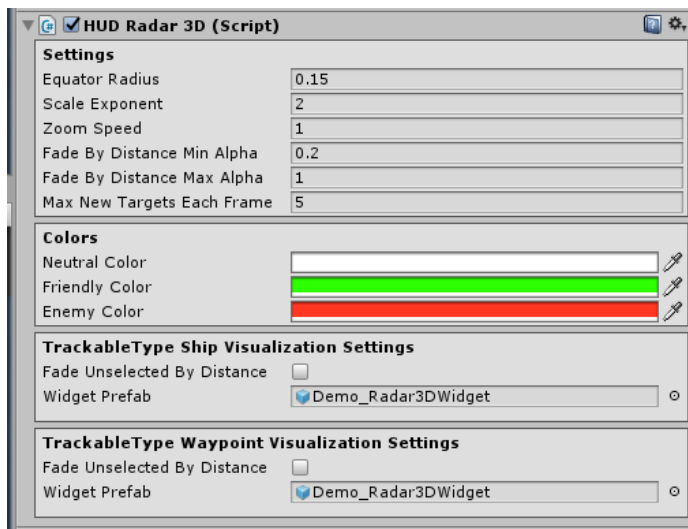 HUD Radar 3D (Script)
Settings
Equator Radius 0.15
Scale Exponent 2
Zoom Speed 1
Fade By Distance Min Alpha 0.2
Fade By Distance Max Alpha 1
Max New Targets Each Frame 5
Colors
Neutral Color
Friendly Color
Enemy Color
TrackableType Ship Visualization Settings
Fade Unselected By Distance
Widget Prefab Demo_Radar3DWidget
TrackableType Waypoint Visualization Settings
Fade Unselected By Distance
Widget Prefab Demo_Radar3DWidget